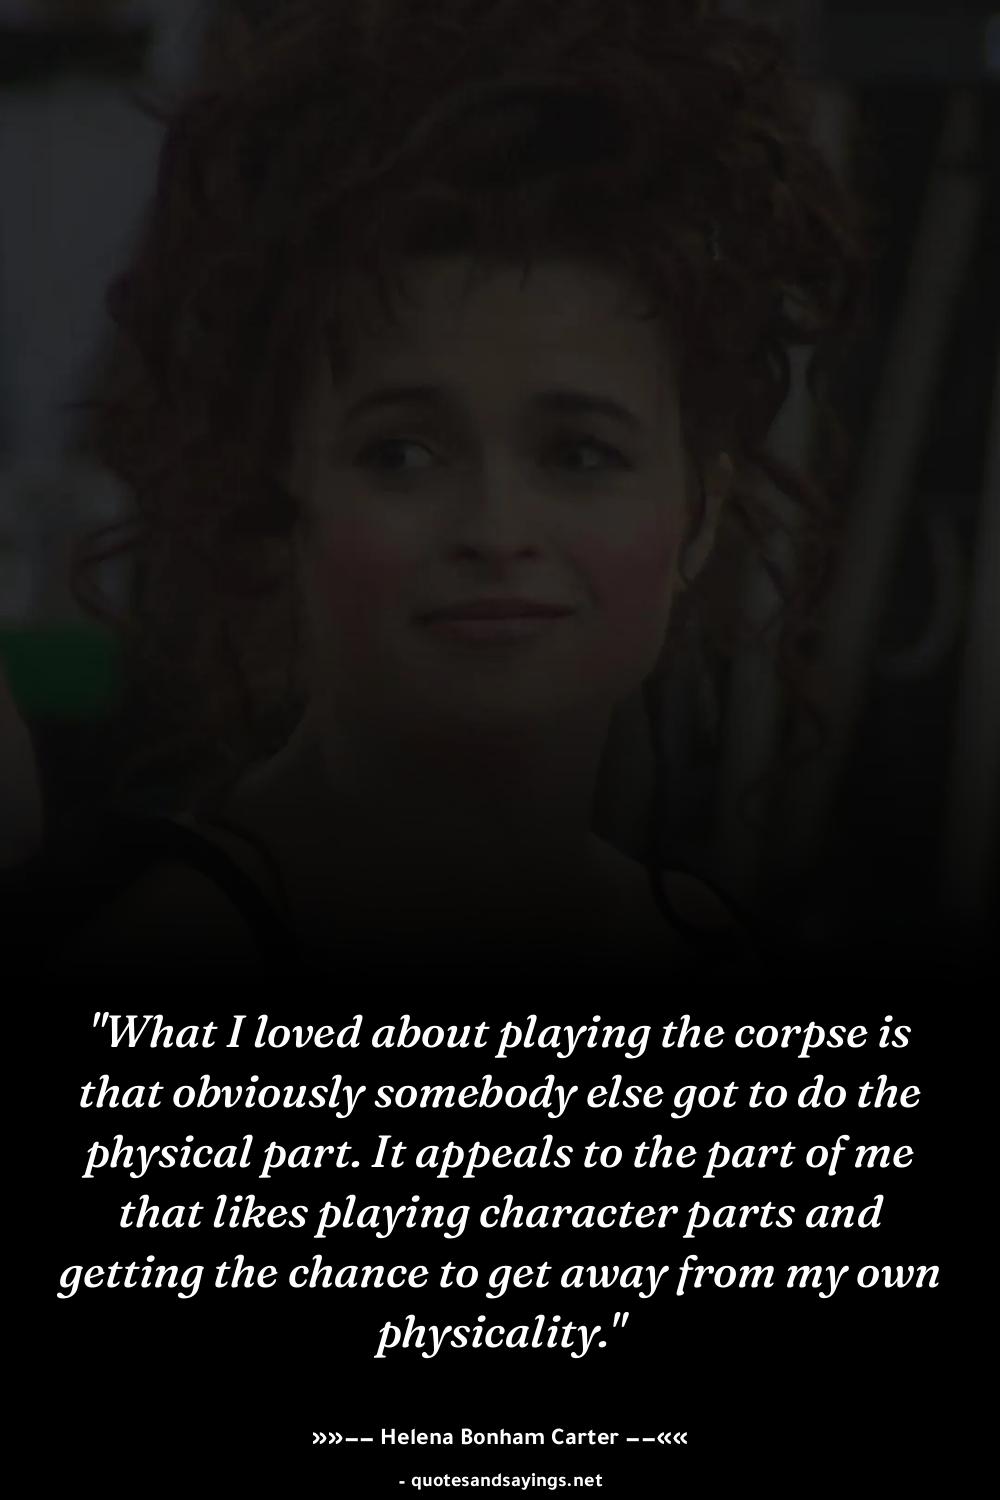 "What I loved about playing the corpse is
that obviously somebody else got to do the
physical part. It appeals to the part of me
that likes playing character parts and
getting the chance to get away from my own
physicality."
»»−− Helena Bonham Carter −−««
- quotesandsayings.net